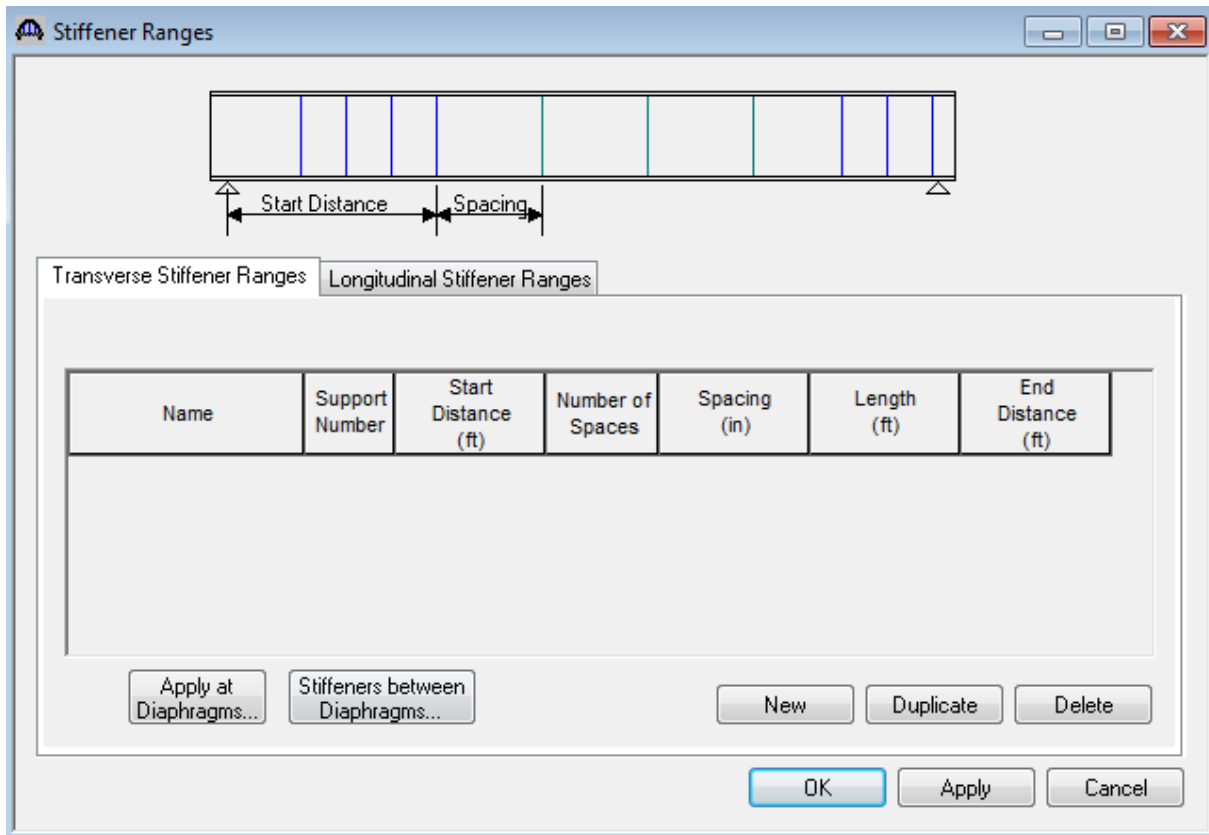 Stiffener Ranges
Start Distance
Spacing
Transverse Stiffener Ranges
Longitudinal Stiffener Ranges
Name
Support
Number
Start
Distance
(ft)
Number of
Spaces
Spacing
(in)
Length
(ft)
End
Distance
(ft)
Apply at
Diaphragms...
Stiffeners between
Diaphragms...
New
Duplicate
Delete
OK
Apply
Cancel